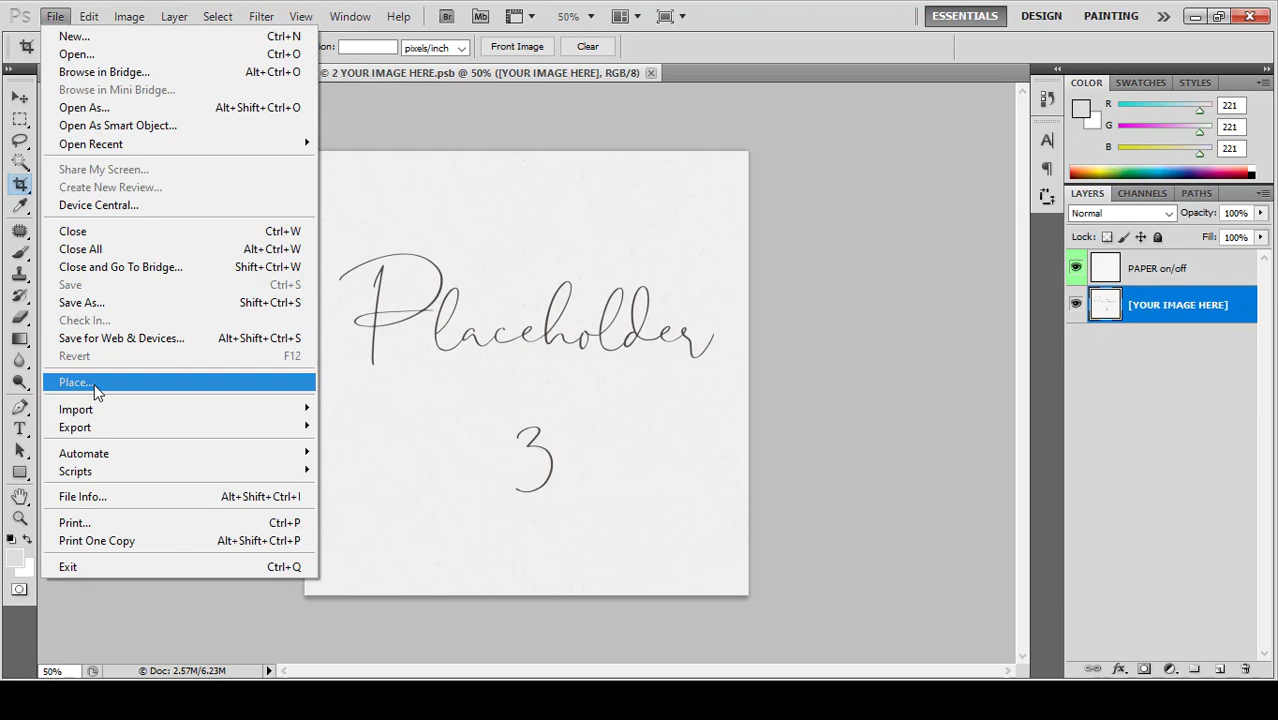 Ps File Edit Image Layer Select Filter View Window Help Br Mb 50% ESSENTIALS DESIGN PAINTING
pixels/inch Front Image Clear
© 2 YOUR IMAGE HERE.psb @ 50% ([YOUR IMAGE HERE], RGB/8)
New... Ctrl+N
Open... Ctrl+O
Browse in Bridge... Alt+Ctrl+O
Browse in Mini Bridge...
Open As... Alt+Shift+Ctrl+O
Open As Smart Object...
Open Recent
Share My Screen...
Create New Review...
Device Central...
Close Ctrl+W
Close All Alt+Ctrl+W
Close and Go To Bridge... Shift+Ctrl+W
Save Ctrl+S
Save As... Shift+Ctrl+S
Check In...
Save for Web & Devices... Alt+Shift+Ctrl+S
Revert F12
Place...
Import
Export
Automate
Scripts
File Info... Alt+Shift+Ctrl+I
Print... Ctrl+P
Print One Copy Alt+Shift+Ctrl+P
Exit Ctrl+Q
Placeholder
3
COLOR SWATCHES STYLES
R 221
G 221
B 221
LAYERS CHANNELS PATHS
Normal Opacity: 100%
Lock: Fill: 100%
PAPER on/off
[YOUR IMAGE HERE]
50% © Doc: 2.57M/6.23M